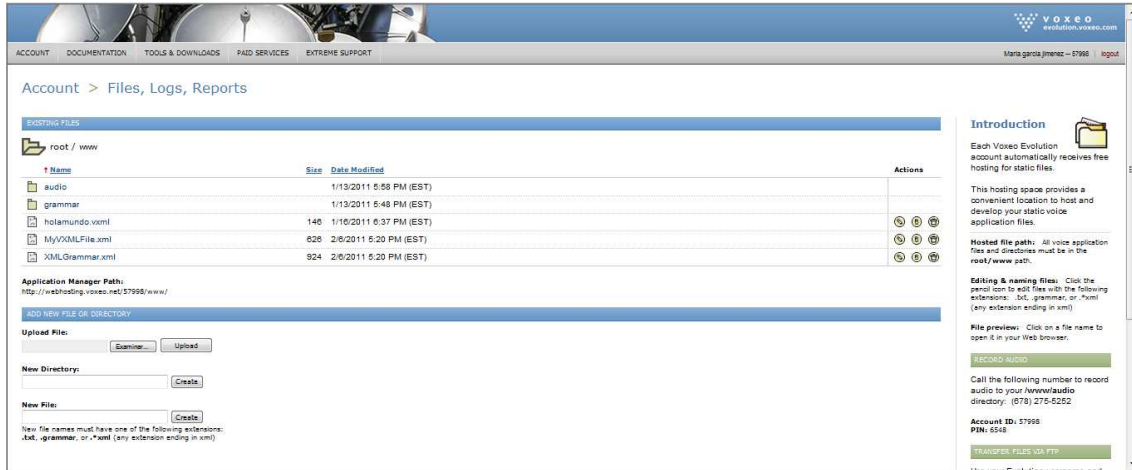 voxeo
evolution.voxeo.com
ACCOUNT DOCUMENTATION TOOLS & DOWNLOADS PAID SERVICES EXTREME SUPPORT
Maria.garcia.jimenez — 57998 | logout
Account > Files, Logs, Reports
EXISTING FILES
root / www
↑ Name Size Date Modified Actions
audio 1/13/2011 5:58 PM (EST)
grammar 1/13/2011 5:48 PM (EST)
holamundo.vxml 146 1/16/2011 6:37 PM (EST)
MyVXMLFile.xml 626 2/6/2011 5:20 PM (EST)
XMLGrammar.xml 924 2/6/2011 5:20 PM (EST)
Application Manager Path:
http://webhosting.voxeo.net/57998/www/
ADD NEW FILE OR DIRECTORY
Upload File:
Examinar... Upload
New Directory:
Create
New File:
Create
New file names must have one of the following extensions:
.txt, .grammar, or .*xml (any extension ending in xml)
Introduction
Each Voxeo Evolution
account automatically receives free
hosting for static files.
This hosting space provides a
convenient location to host and
develop your static voice
application files.
Hosted file path: All voice application
files and directories must be in the
root/www path.
Editing & naming files: Click the
pencil icon to edit files with the following
extensions: .txt, .grammar, or .*xml
(any extension ending in xml)
File preview: Click on a file name to
open it in your Web browser.
RECORD AUDIO
Call the following number to record
audio to your /www/audio
directory: (678) 275-5252
Account ID: 57998
PIN: 6548
TRANSFER FILES VIA FTP